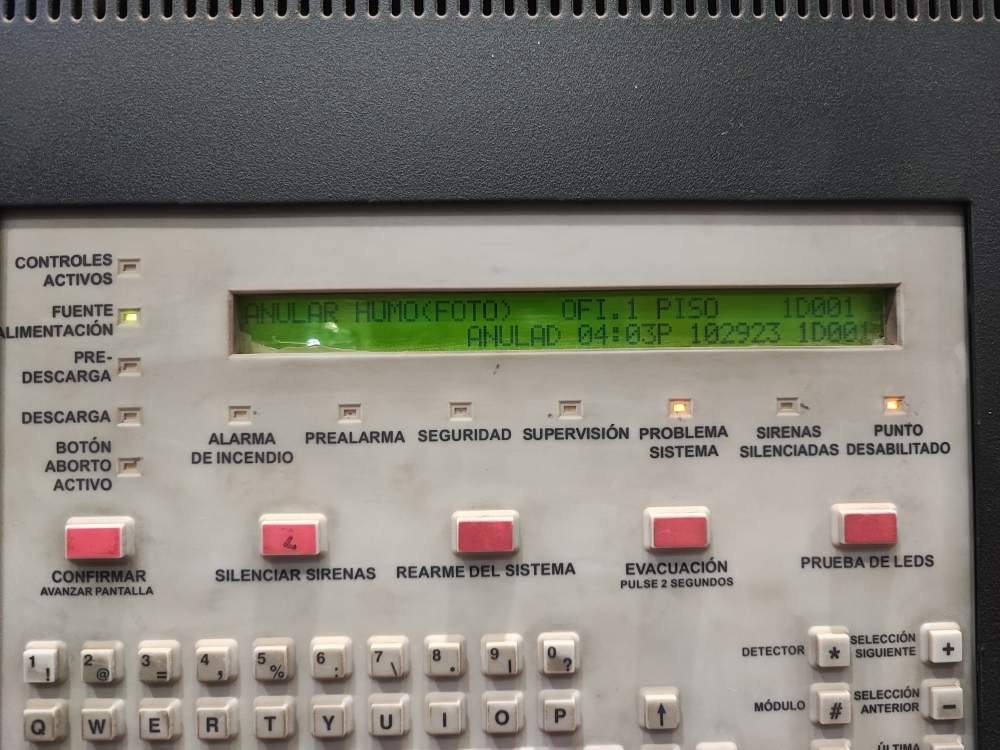 CONTROLES
ACTIVOS
FUENTE
ALIMENTACIÓN
PRE-
DESCARGA
DESCARGA
BOTÓN
ABORTO
ACTIVO
ANULAR HUMO(FOTO) OFI.1 PISO 1D001
ANULAD 04:03P 102923 1D001
ALARMA
DE INCENDIO
PREALARMA
SEGURIDAD
SUPERVISIÓN
PROBLEMA
SISTEMA
SIRENAS
SILENCIADAS
PUNTO
DESABILITADO
CONFIRMAR
AVANZAR PANTALLA
SILENCIAR SIRENAS
REARME DEL SISTEMA
EVACUACIÓN
PULSE 2 SEGUNDOS
PRUEBA DE LEDS
1 ! 2 @ 3 = 4 , 5 % 6 : 7 \ 8 . 9 | 0 ?
Q W E R T Y U I O P
↑
DETECTOR *
SELECCIÓN
SIGUIENTE +
MÓDULO #
SELECCIÓN
ANTERIOR −
ÚLTIMA